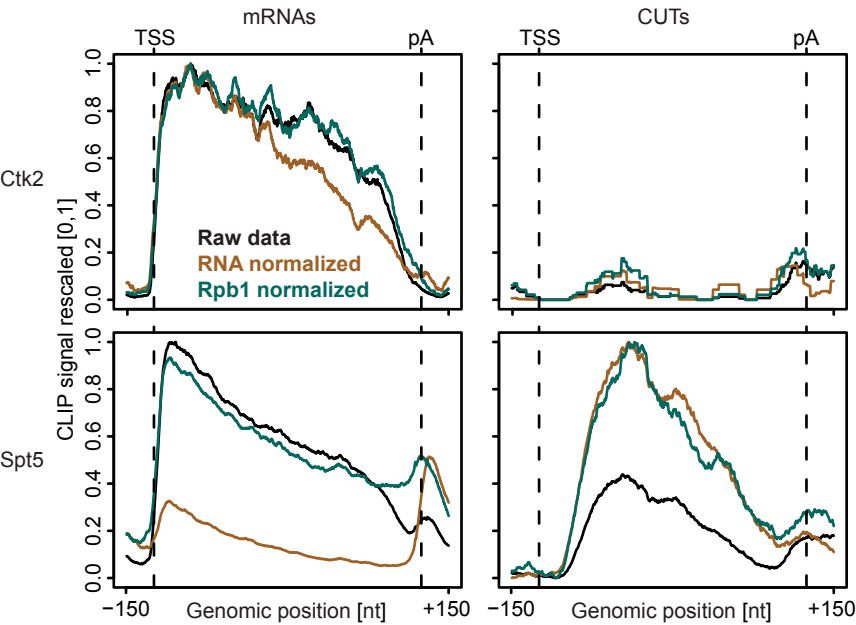 mRNAs
CUTs
TSS
pA
TSS
pA
Ctk2
Spt5
CLIP signal rescaled [0,1]
0.0 0.2 0.4 0.6 0.8 1.0
0.0 0.2 0.4 0.6 0.8 1.0
Raw data
RNA normalized
Rpb1 normalized
−150
Genomic position [nt]
+150
−150
Genomic position [nt]
+150